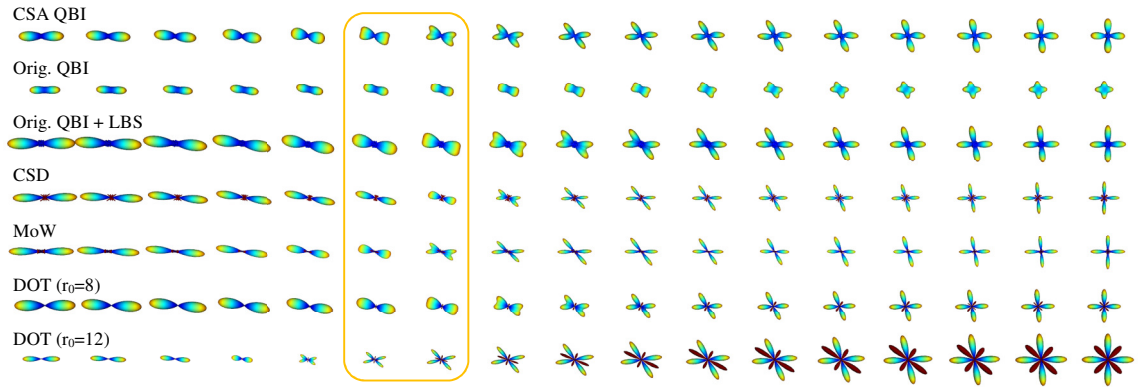 CSA QBI
Orig. QBI
Orig. QBI + LBS
CSD
MoW
DOT (r₀=8)
DOT (r₀=12)